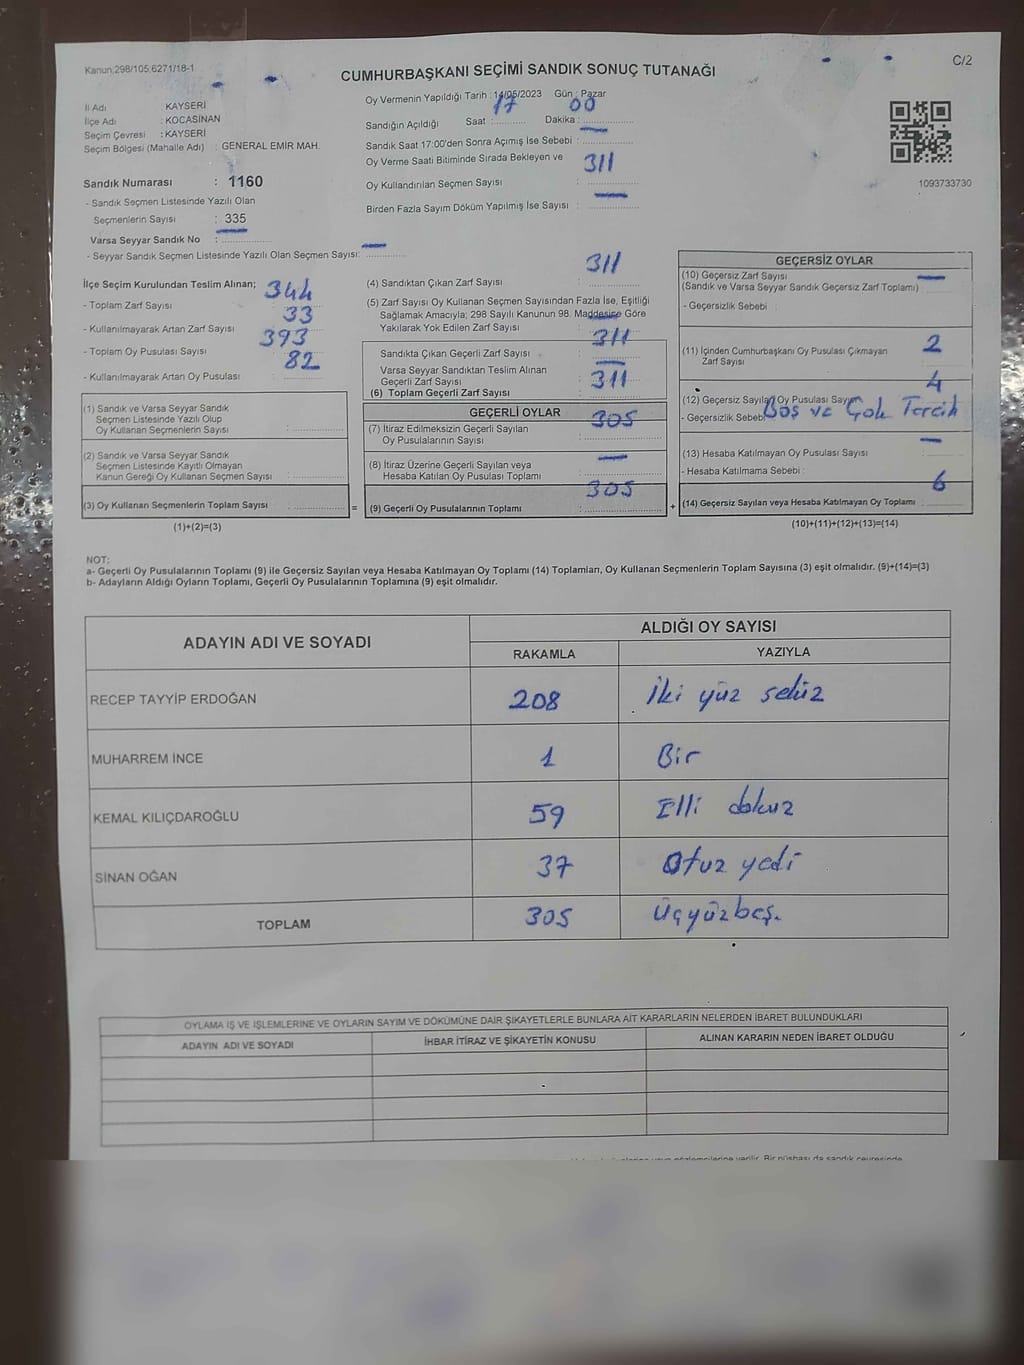 Kanun:298/105;6271/18-1
C/2
CUMHURBAŞKANI SEÇİMİ SANDIK SONUÇ TUTANAĞI
İl Adı : KAYSERİ
İlçe Adı : KOCASİNAN
Seçim Çevresi : KAYSERİ
Seçim Bölgesi (Mahalle Adı) : GENERAL EMİR MAH.
Sandık Numarası : 1160
- Sandık Seçmen Listesinde Yazılı Olan
Seçmenlerin Sayısı : 335
Varsa Seyyar Sandık No :
- Seyyar Sandık Seçmen Listesinde Yazılı Olan Seçmen Sayısı:
Oy Vermenin Yapıldığı Tarih : 14/05/2023 Gün : Pazar
Sandığın Açıldığı Saat : 17 Dakika : 00
Sandık Saat 17:00'den Sonra Açımış İse Sebebi : —
Oy Verme Saati Bitiminde Sırada Bekleyen ve
Oy Kullandırılan Seçmen Sayısı : 311
Birden Fazla Sayım Döküm Yapılmış İse Sayısı : —
1093733730
İlçe Seçim Kurulundan Teslim Alınan;
- Toplam Zarf Sayısı : 344
- Kullanılmayarak Artan Zarf Sayısı : 33
- Toplam Oy Pusulası Sayısı : 393
- Kullanılmayarak Artan Oy Pusulası : 82
(1) Sandık ve Varsa Seyyar Sandık
Seçmen Listesinde Yazılı Olup
Oy Kullanan Seçmenlerin Sayısı :
(2) Sandık ve Varsa Seyyar Sandık
Seçmen Listesinde Kayıtlı Olmayan
Kanun Gereği Oy Kullanan Seçmen Sayısı :
(3) Oy Kullanan Seçmenlerin Toplam Sayısı :
(1)+(2)=(3)
(4) Sandıktan Çıkan Zarf Sayısı : 311
(5) Zarf Sayısı Oy Kullanan Seçmen Sayısından Fazla İse, Eşitliği
Sağlamak Amacıyla; 298 Sayılı Kanunun 98. Maddesine Göre
Yakılarak Yok Edilen Zarf Sayısı : —
Sandıkta Çıkan Geçerli Zarf Sayısı : 311
Varsa Seyyar Sandıktan Teslim Alınan
Geçerli Zarf Sayısı : —
(6) Toplam Geçerli Zarf Sayısı : 311
GEÇERLİ OYLAR
(7) İtiraz Edilmeksizin Geçerli Sayılan
Oy Pusulalarının Sayısı : 305
(8) İtiraz Üzerine Geçerli Sayılan veya
Hesaba Katılan Oy Pusulası Toplamı : —
= (9) Geçerli Oy Pusulalarının Toplamı : 305
GEÇERSİZ OYLAR
(10) Geçersiz Zarf Sayısı : —
(Sandık ve Varsa Seyyar Sandık Geçersiz Zarf Toplamı)
- Geçersizlik Sebebi :
(11) İçinden Cumhurbaşkanı Oy Pusulası Çıkmayan
Zarf Sayısı : 2
(12) Geçersiz Sayılan Oy Pusulası Sayısı : 4
- Geçersizlik Sebebi Boş ve Çok Tercih
(13) Hesaba Katılmayan Oy Pusulası Sayısı : —
- Hesaba Katılmama Sebebi :
+ (14) Geçersiz Sayılan veya Hesaba Katılmayan Oy Toplamı : 6
(10)+(11)+(12)+(13)=(14)
NOT:
a- Geçerli Oy Pusulalarının Toplamı (9) ile Geçersiz Sayılan veya Hesaba Katılmayan Oy Toplamı (14) Toplamları, Oy Kullanan Seçmenlerin Toplam Sayısına (3) eşit olmalıdır. (9)+(14)=(3)
b- Adayların Aldığı Oyların Toplamı, Geçerli Oy Pusulalarının Toplamına (9) eşit olmalıdır.
ADAYIN ADI VE SOYADI
ALDIĞI OY SAYISI
RAKAMLA YAZIYLA
RECEP TAYYİP ERDOĞAN 208 İki yüz sekiz
MUHARREM İNCE 1 Bir
KEMAL KILIÇDAROĞLU 59 Elli dokuz
SİNAN OĞAN 37 Otuz yedi
TOPLAM 305 Üçyüzbeş.
OYLAMA İŞ VE İŞLEMLERİNE VE OYLARIN SAYIM VE DÖKÜMÜNE DAİR ŞİKAYETLERLE BUNLARA AİT KARARLARIN NELERDEN İBARET BULUNDUKLARI
ADAYIN ADI VE SOYADI İHBAR İTİRAZ VE ŞİKAYETİN KONUSU ALINAN KARARIN NEDEN İBARET OLDUĞU